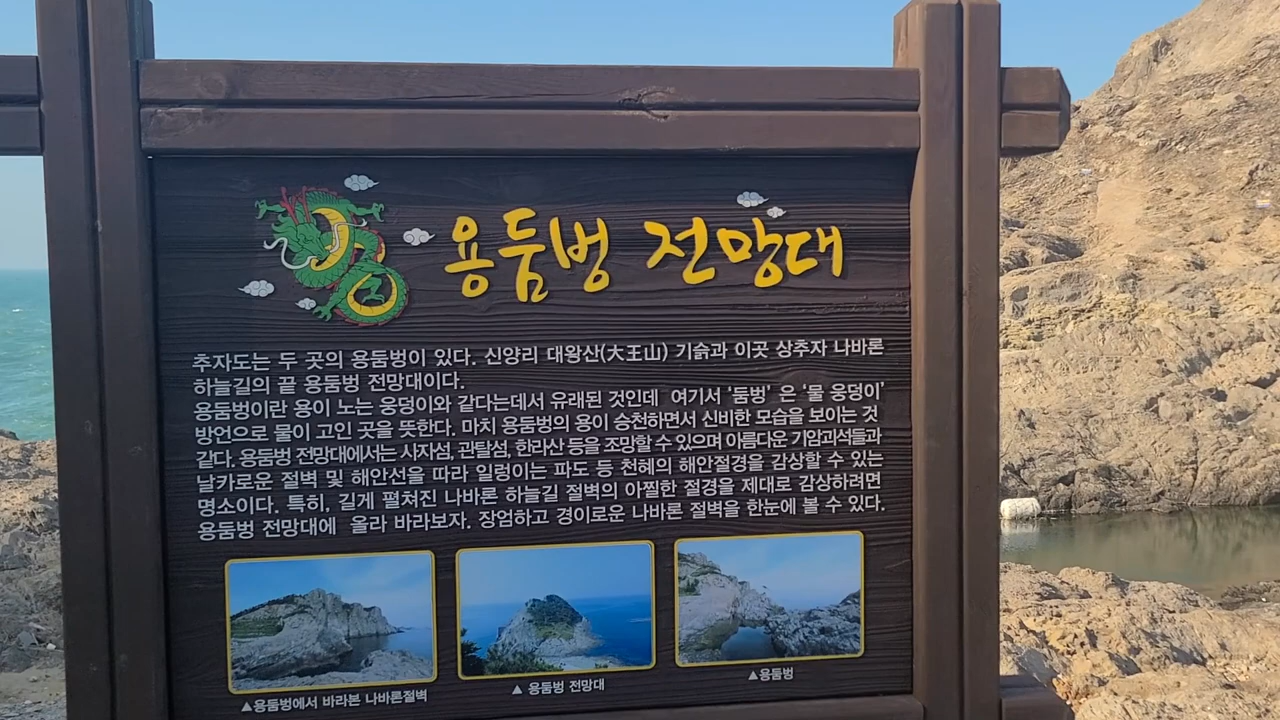 용둠벙 전망대
추자도는 두 곳의 용둠벙이 있다. 신양리 대왕산(大王山) 기슭과 이곳 상추자 나바론
하늘길의 끝 용둠벙 전망대이다.
용둠벙이란 용이 노는 웅덩이와 같다는데서 유래된 것인데 여기서 '둠벙' 은 '물 웅덩이'
방언으로 물이 고인 곳을 뜻한다. 마치 용둠벙의 용이 승천하면서 신비한 모습을 보이는 것
같다. 용둠벙 전망대에서는 사자섬, 관탈섬, 한라산 등을 조망할 수 있으며 아름다운 기암괴석들과
날카로운 절벽 및 해안선을 따라 일렁이는 파도 등 천혜의 해안절경을 감상할 수 있는
명소이다. 특히, 길게 펼쳐진 나바론 하늘길 절벽의 아찔한 절경을 제대로 감상하려면
용둠벙 전망대에 올라 바라보자. 장엄하고 경이로운 나바론 절벽을 한눈에 볼 수 있다.
▲용둠벙에서 바라본 나바론절벽
▲ 용둠벙 전망대
▲용둠벙